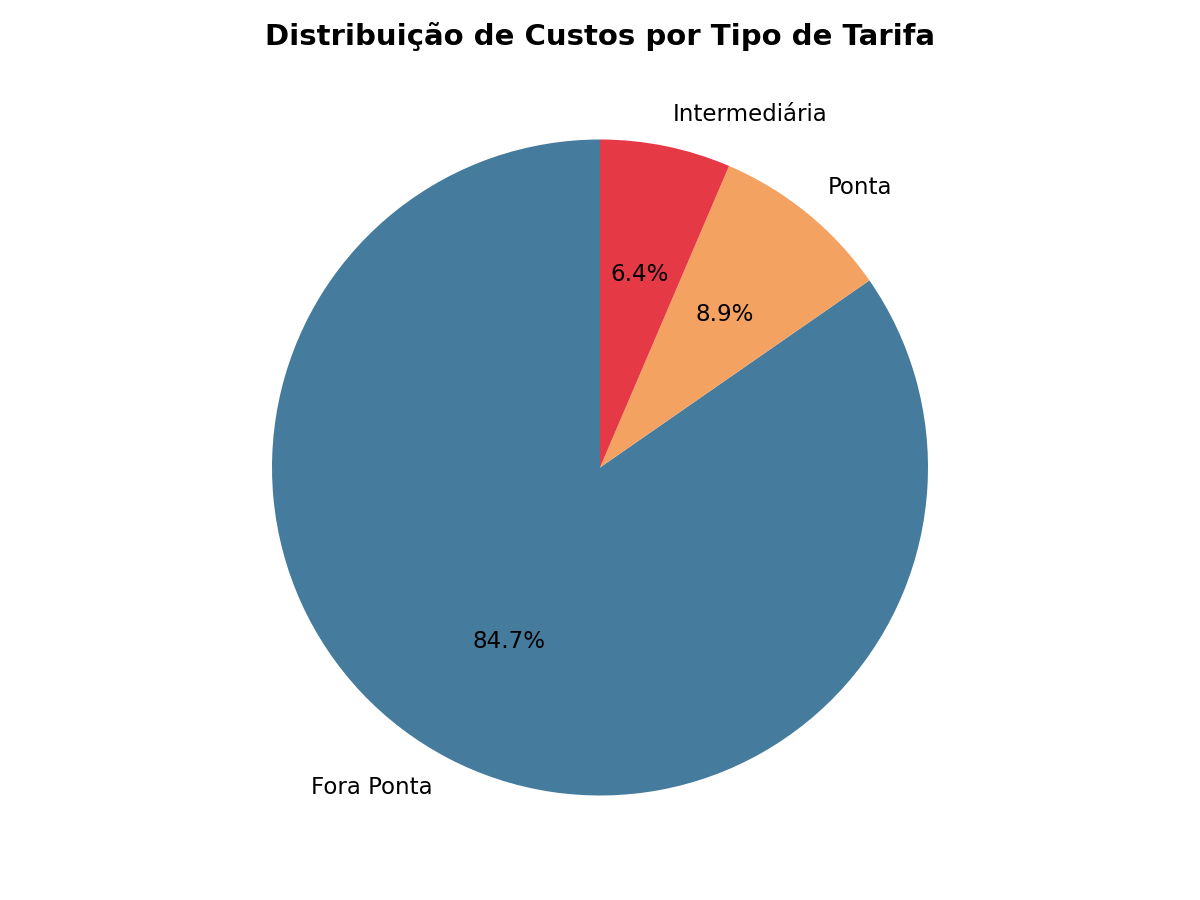 Distribuição de Custos por Tipo de Tarifa
Intermediária
Ponta
6.4%
8.9%
84.7%
Fora Ponta